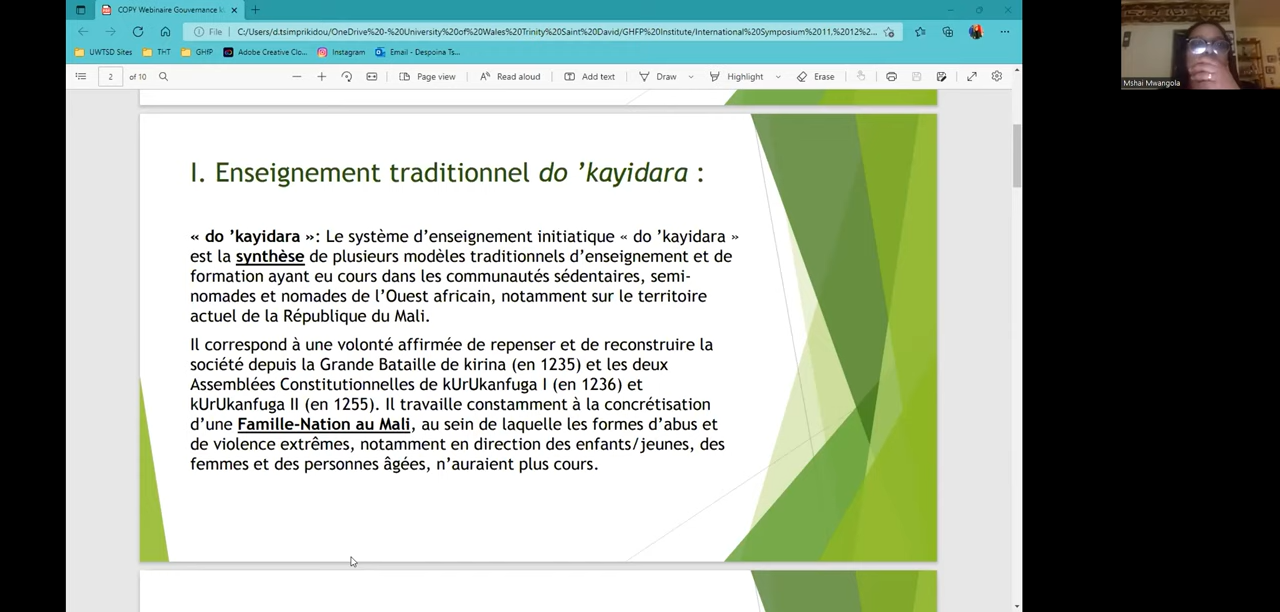 COPY Webinaire Gouvernance k
File
C:/Users/d.tsimprikidou/OneDrive%20-%20University%20of%20Wales%20Trinity%20Saint%20David/GHFP%20Institute/International%20Symposium%2011,%2012%2...
UWTSD Sites
THT
GHfP
Adobe Creative Clo...
Instagram
Email - Despoina Ts...
2 of 10
Page view
Read aloud
Add text
Draw
Highlight
Erase
Mshai Mwangola
I. Enseignement traditionnel do ’kayidara :
« do ’kayidara »: Le système d’enseignement initiatique « do ’kayidara »
est la synthèse de plusieurs modèles traditionnels d’enseignement et de
formation ayant eu cours dans les communautés sédentaires, semi-
nomades et nomades de l’Ouest africain, notamment sur le territoire
actuel de la République du Mali.
Il correspond à une volonté affirmée de repenser et de reconstruire la
société depuis la Grande Bataille de kirina (en 1235) et les deux
Assemblées Constitutionnelles de kUrUkanfuga I (en 1236) et
kUrUkanfuga II (en 1255). Il travaille constamment à la concrétisation
d’une Famille-Nation au Mali, au sein de laquelle les formes d’abus et
de violence extrêmes, notamment en direction des enfants/jeunes, des
femmes et des personnes âgées, n’auraient plus cours.